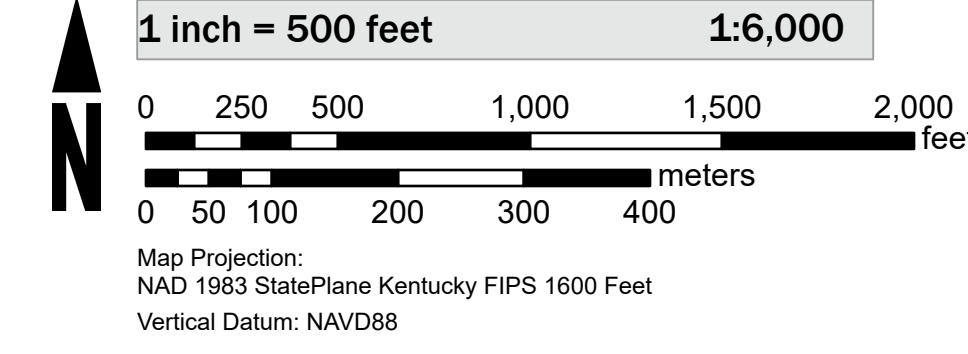 1 inch = 500 feet 1:6,000
0 250 500 1,000 1,500 2,000
feet
meters
0 50 100 200 300 400
N
Map Projection:
NAD 1983 StatePlane Kentucky FIPS 1600 Feet
Vertical Datum: NAVD88